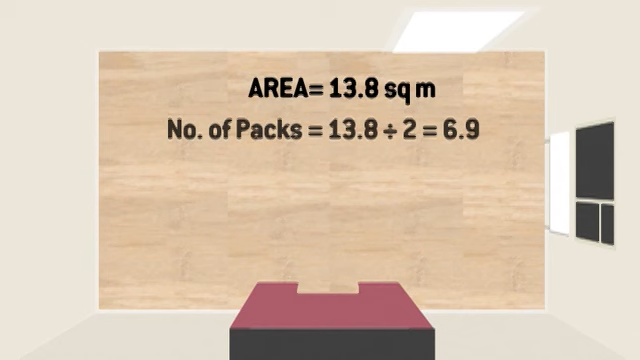 AREA= 13.8 sq m
No. of Packs = 13.8 ÷ 2 = 6.9